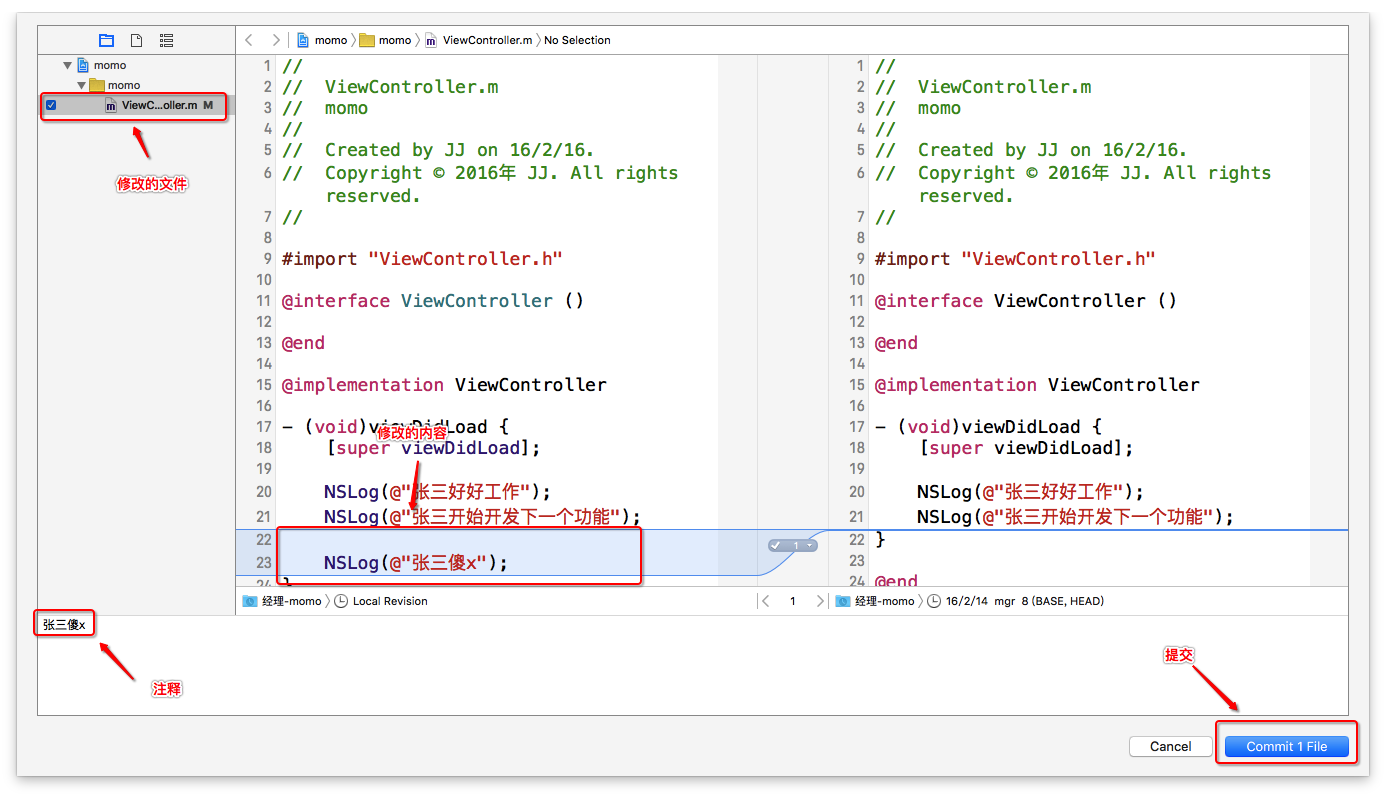 momo
momo
ViewC...oller.m M
修改的文件
momo momo ViewController.m No Selection
1 //
2 // ViewController.m
3 // momo
4 //
5 // Created by JJ on 16/2/16.
6 // Copyright © 2016年 JJ. All rights
reserved.
7 //
8
9 #import "ViewController.h"
10
11 @interface ViewController ()
12
13 @end
14
15 @implementation ViewController
16
17 - (void)viewDidLoad {
修改的内容
18 [super viewDidLoad];
19
20 NSLog(@"张三好好工作");
21 NSLog(@"张三开始开发下一个功能");
22
23 NSLog(@"张三傻x");
24 }
1
1 //
2 // ViewController.m
3 // momo
4 //
5 // Created by JJ on 16/2/16.
6 // Copyright © 2016年 JJ. All rights
reserved.
7 //
8
9 #import "ViewController.h"
10
11 @interface ViewController ()
12
13 @end
14
15 @implementation ViewController
16
17 - (void)viewDidLoad {
18 [super viewDidLoad];
19
20 NSLog(@"张三好好工作");
21 NSLog(@"张三开始开发下一个功能");
22 }
23
24 @end
经理-momo Local Revision
1
经理-momo 16/2/14 mgr 8 (BASE, HEAD)
张三傻x
注释
提交
Cancel
Commit 1 File